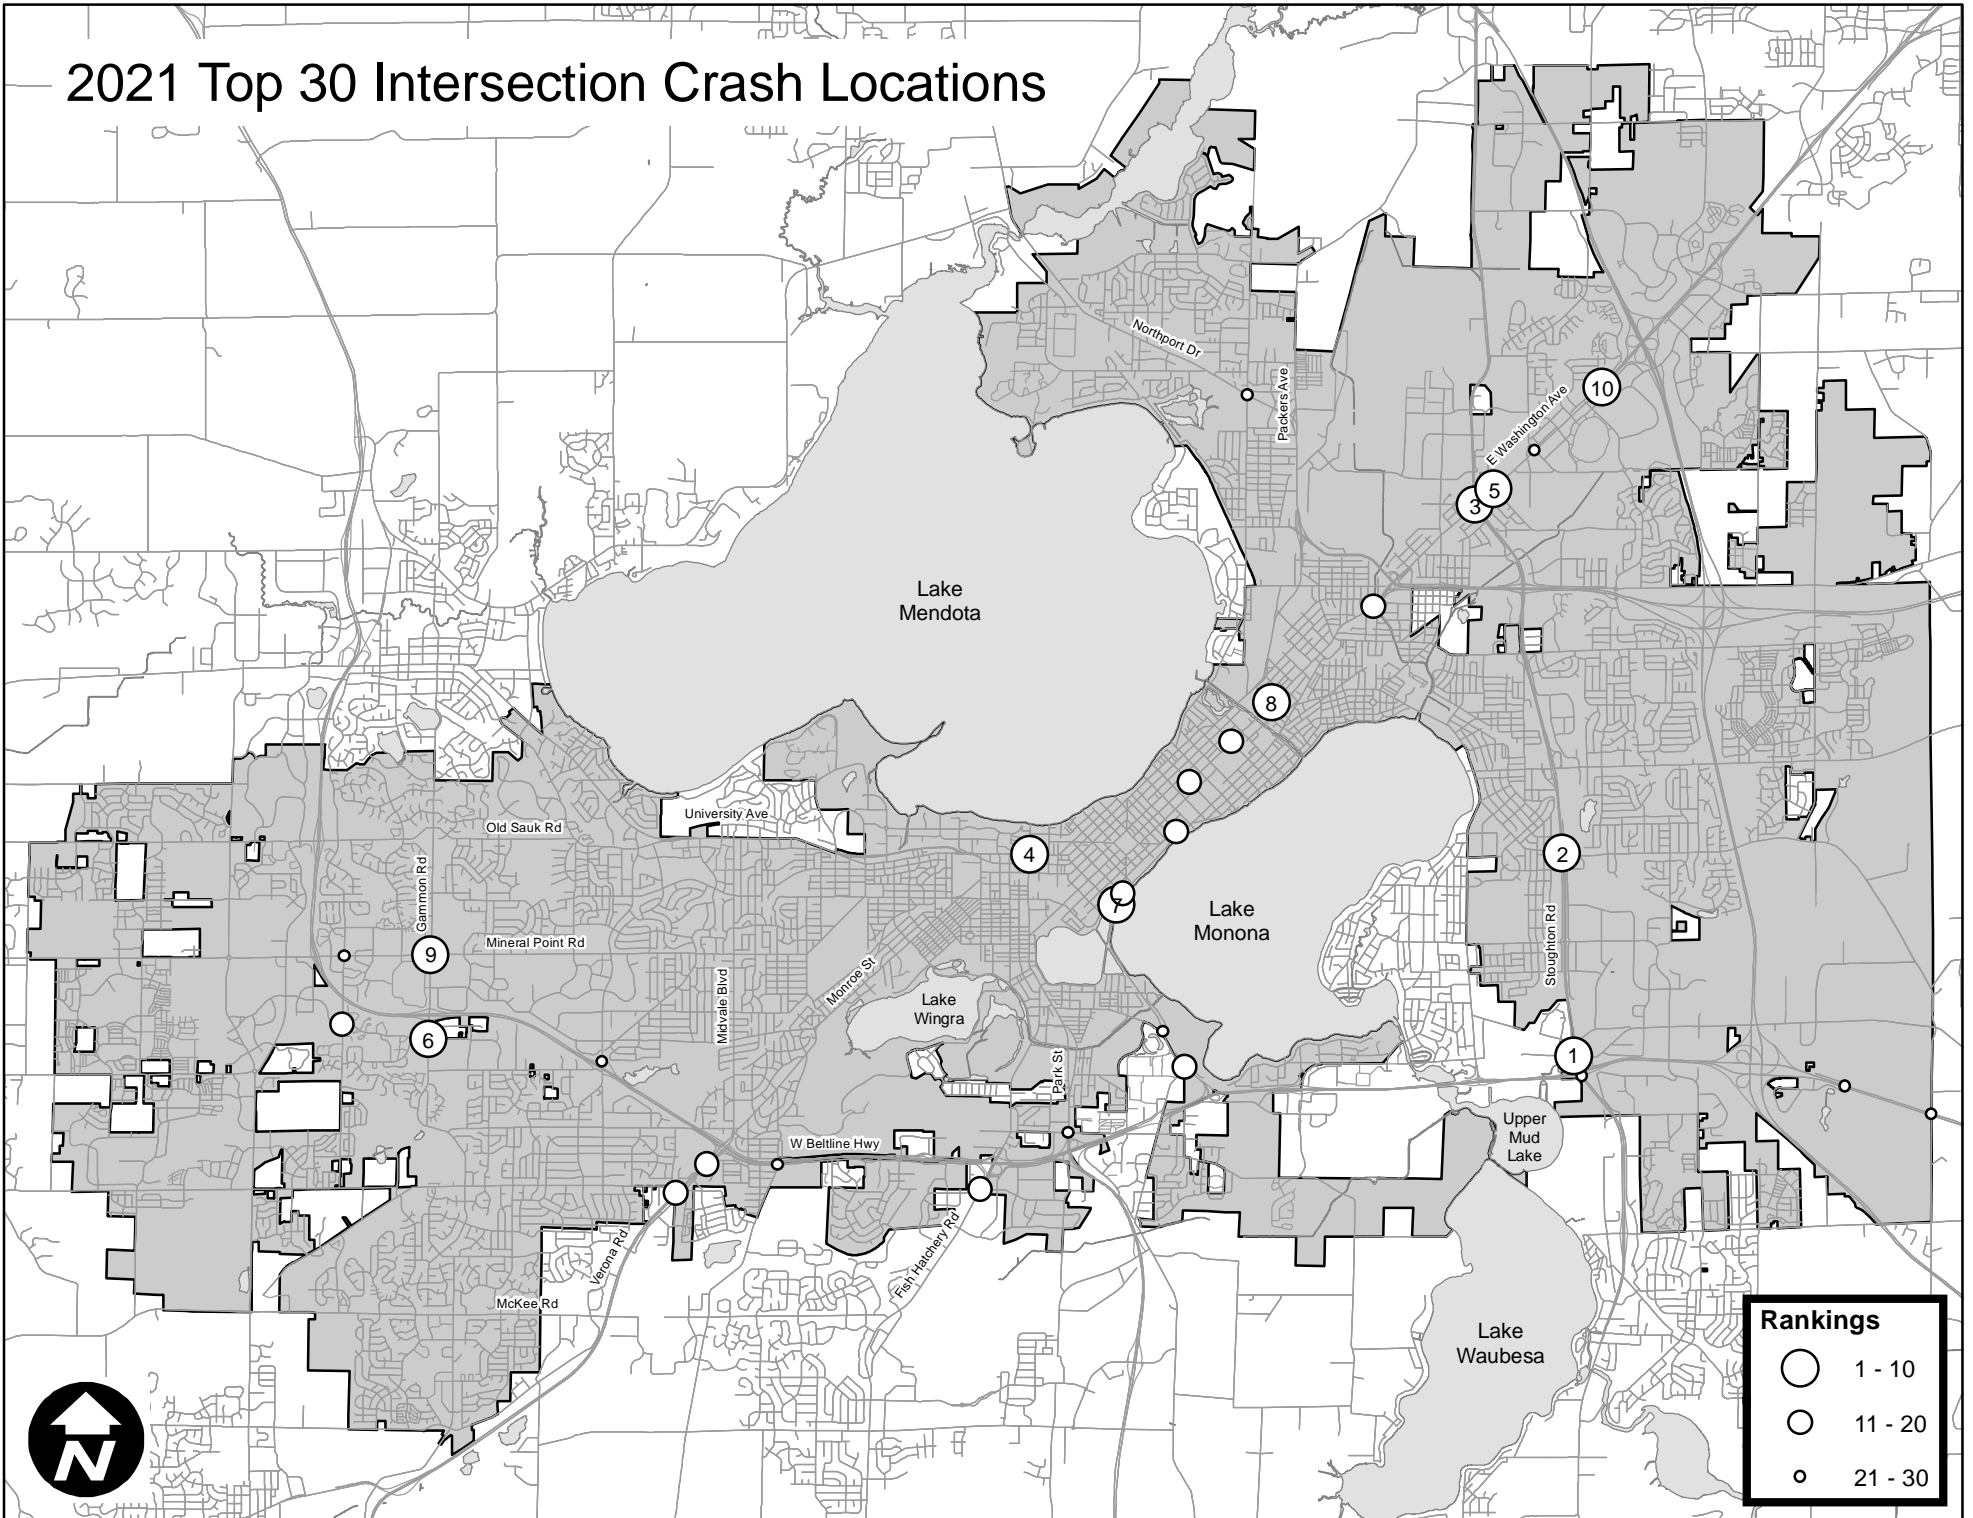 2021 Top 30 Intersection Crash Locations
Northport Dr
Packers Ave
10
E Washington Ave
5
3
Lake
Mendota
8
University Ave
Old Sauk Rd
4
2
Gammon Rd
7
Lake
Monona
Mineral Point Rd
9
Stoughton Rd
Monroe St
Midvale Blvd
Lake
Wingra
6
1
Park St
Upper
Mud
Lake
W Beltline Hwy
Verona Rd
Fish Hatchery Rd
McKee Rd
Lake
Waubesa
Rankings
1 - 10
11 - 20
21 - 30
N